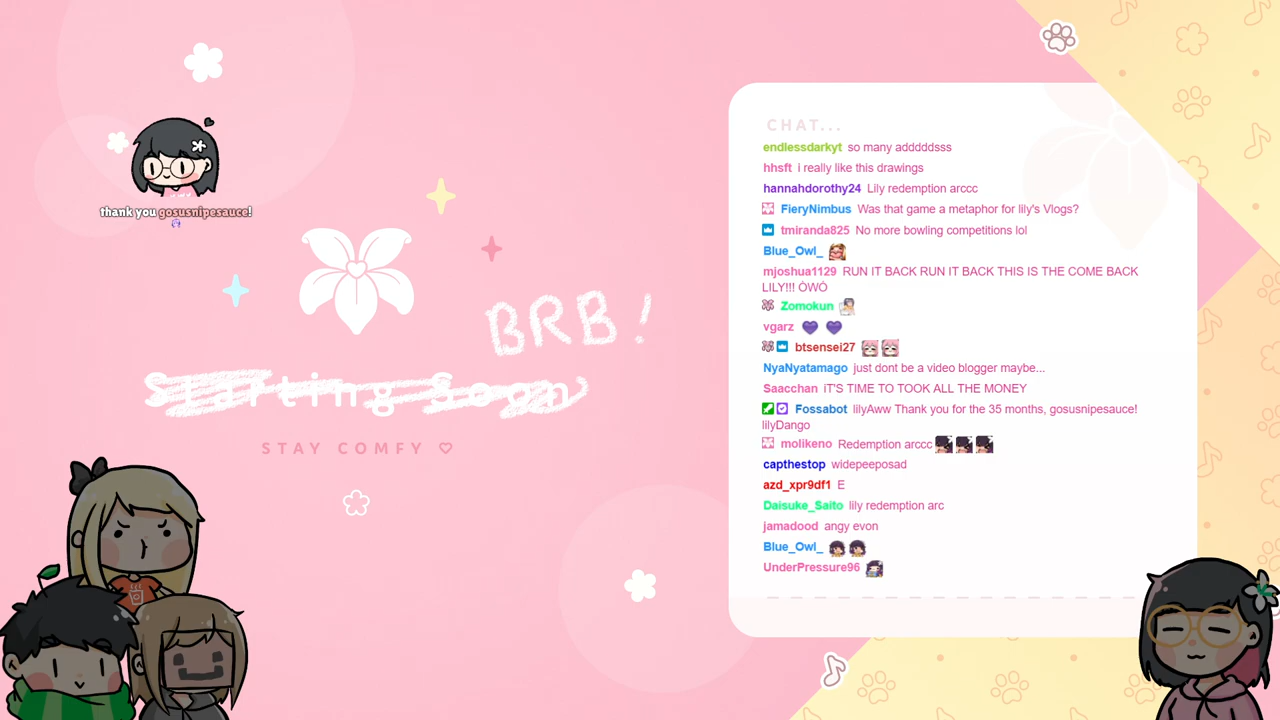 thank you gosusnipesauce!
BRB!
Starting Soon
STAY COMFY
CHAT...
endlessdarkyt so many adddddsss
hhsft i really like this drawings
hannahdorothy24 Lily redemption arccc
FieryNimbus Was that game a metaphor for lily's Vlogs?
tmiranda825 No more bowling competitions lol
Blue_Owl_
mjoshua1129 RUN IT BACK RUN IT BACK THIS IS THE COME BACK
LILY!!! ÒWÓ
Zomokun
vgarz
btsensei27
NyaNyatamago just dont be a video blogger maybe...
Saacchan iT'S TIME TO TOOK ALL THE MONEY
Fossabot lilyAww Thank you for the 35 months, gosusnipesauce!
lilyDango
molikeno Redemption arccc
capthestop widepeeposad
azd_xpr9df1 E
Daisuke_Saito lily redemption arc
jamadood angy evon
Blue_Owl_
UnderPressure96